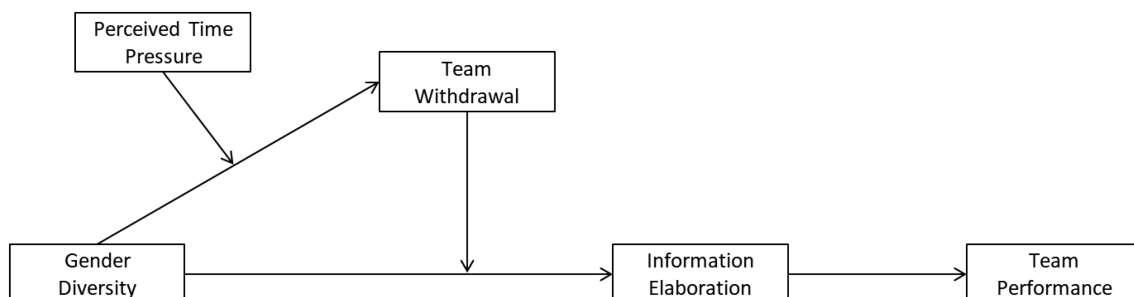 Perceived Time
Pressure
Team
Withdrawal
Gender
Diversity
Information
Elaboration
Team
Performance